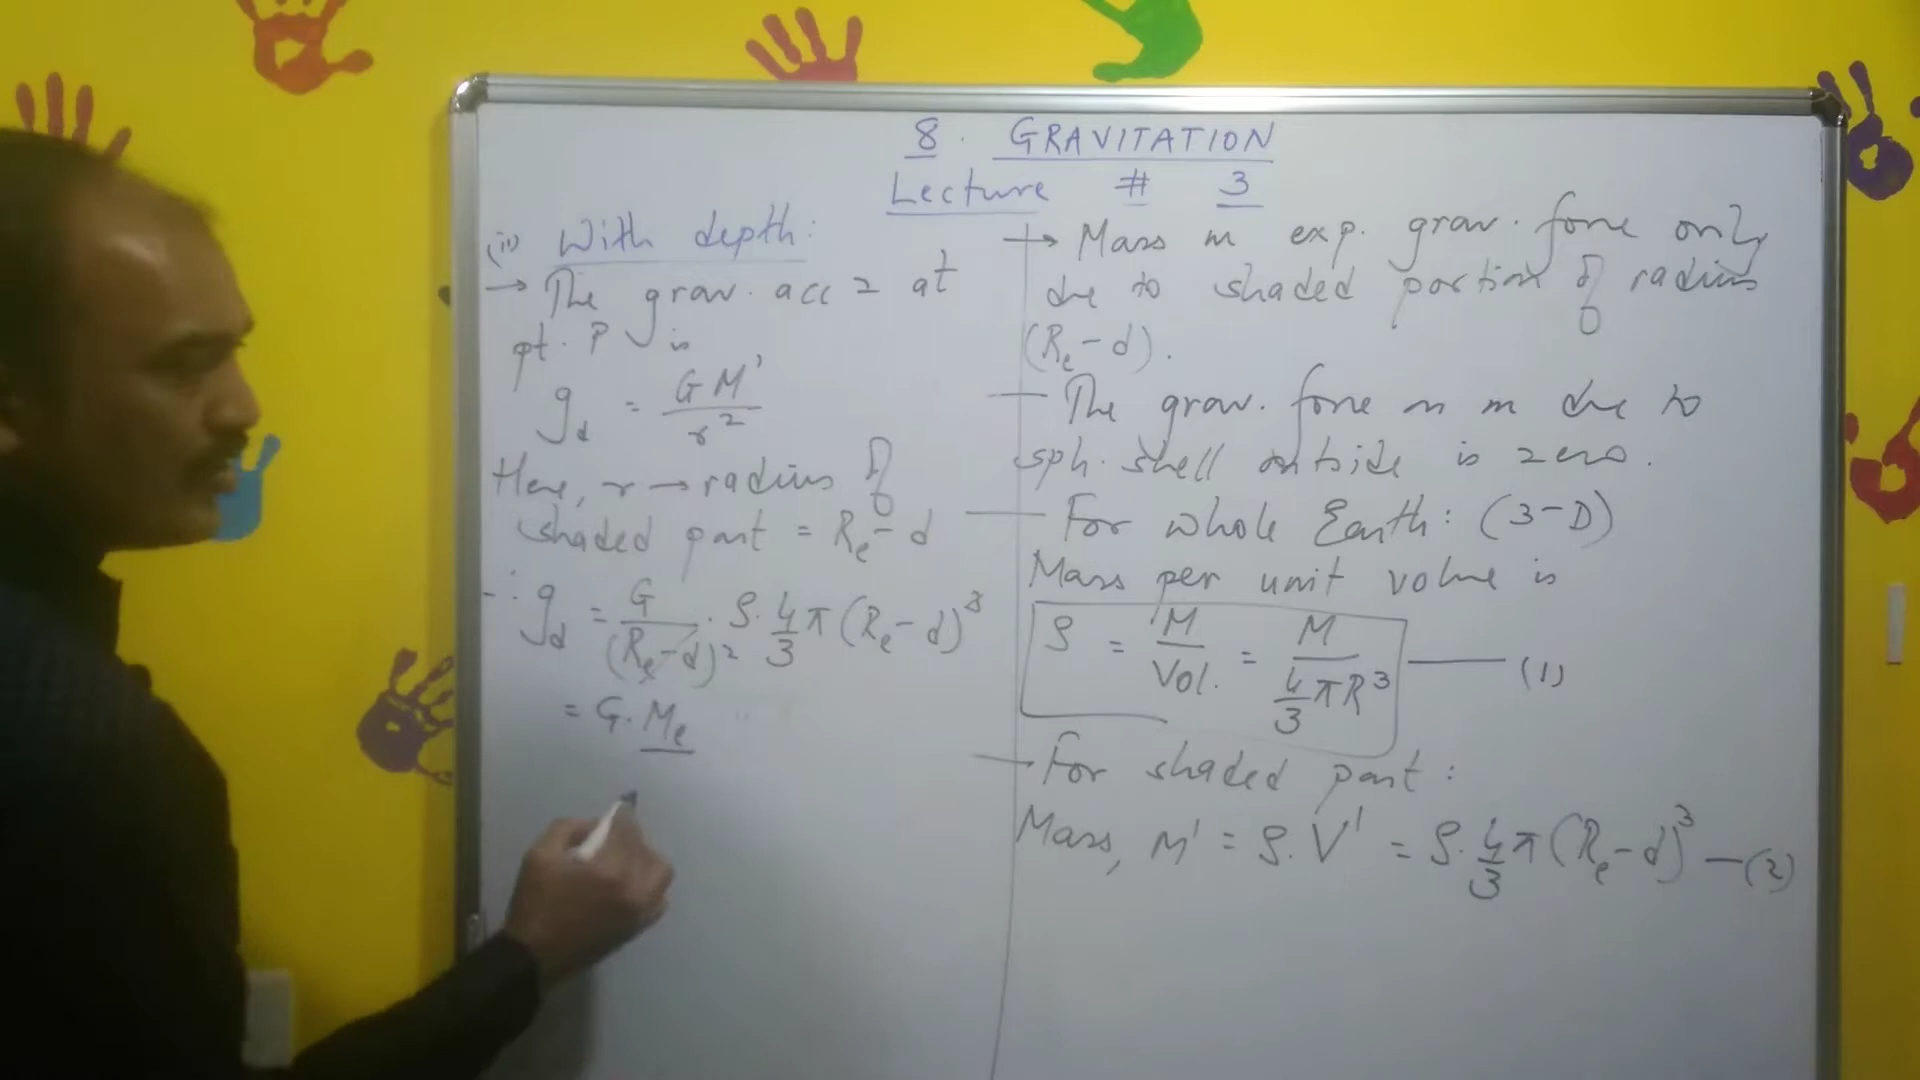 8. GRAVITATION
Lecture # 3
(ii) With depth:
→ The grav. accⁿ at
pt. P is
g_d = GM'/r²
Here, r → radius of
shaded part = R_e - d
∴ g_d = G/(R_e - d)² . ρ. 4/3 π (R_e - d)³
= G. M_e
→ Mass m exp. grav. force only
due to shaded portion of radius
(R_e - d).
— The grav. force on m due to
sph. shell outside is zero.
— For whole Earth: (3-D)
Mass per unit volume is
ρ = M/Vol. = M/(4/3 πR³) — (1)
— For shaded part:
Mass, M' = ρ. V' = ρ. 4/3 π (R_e - d)³ — (2)